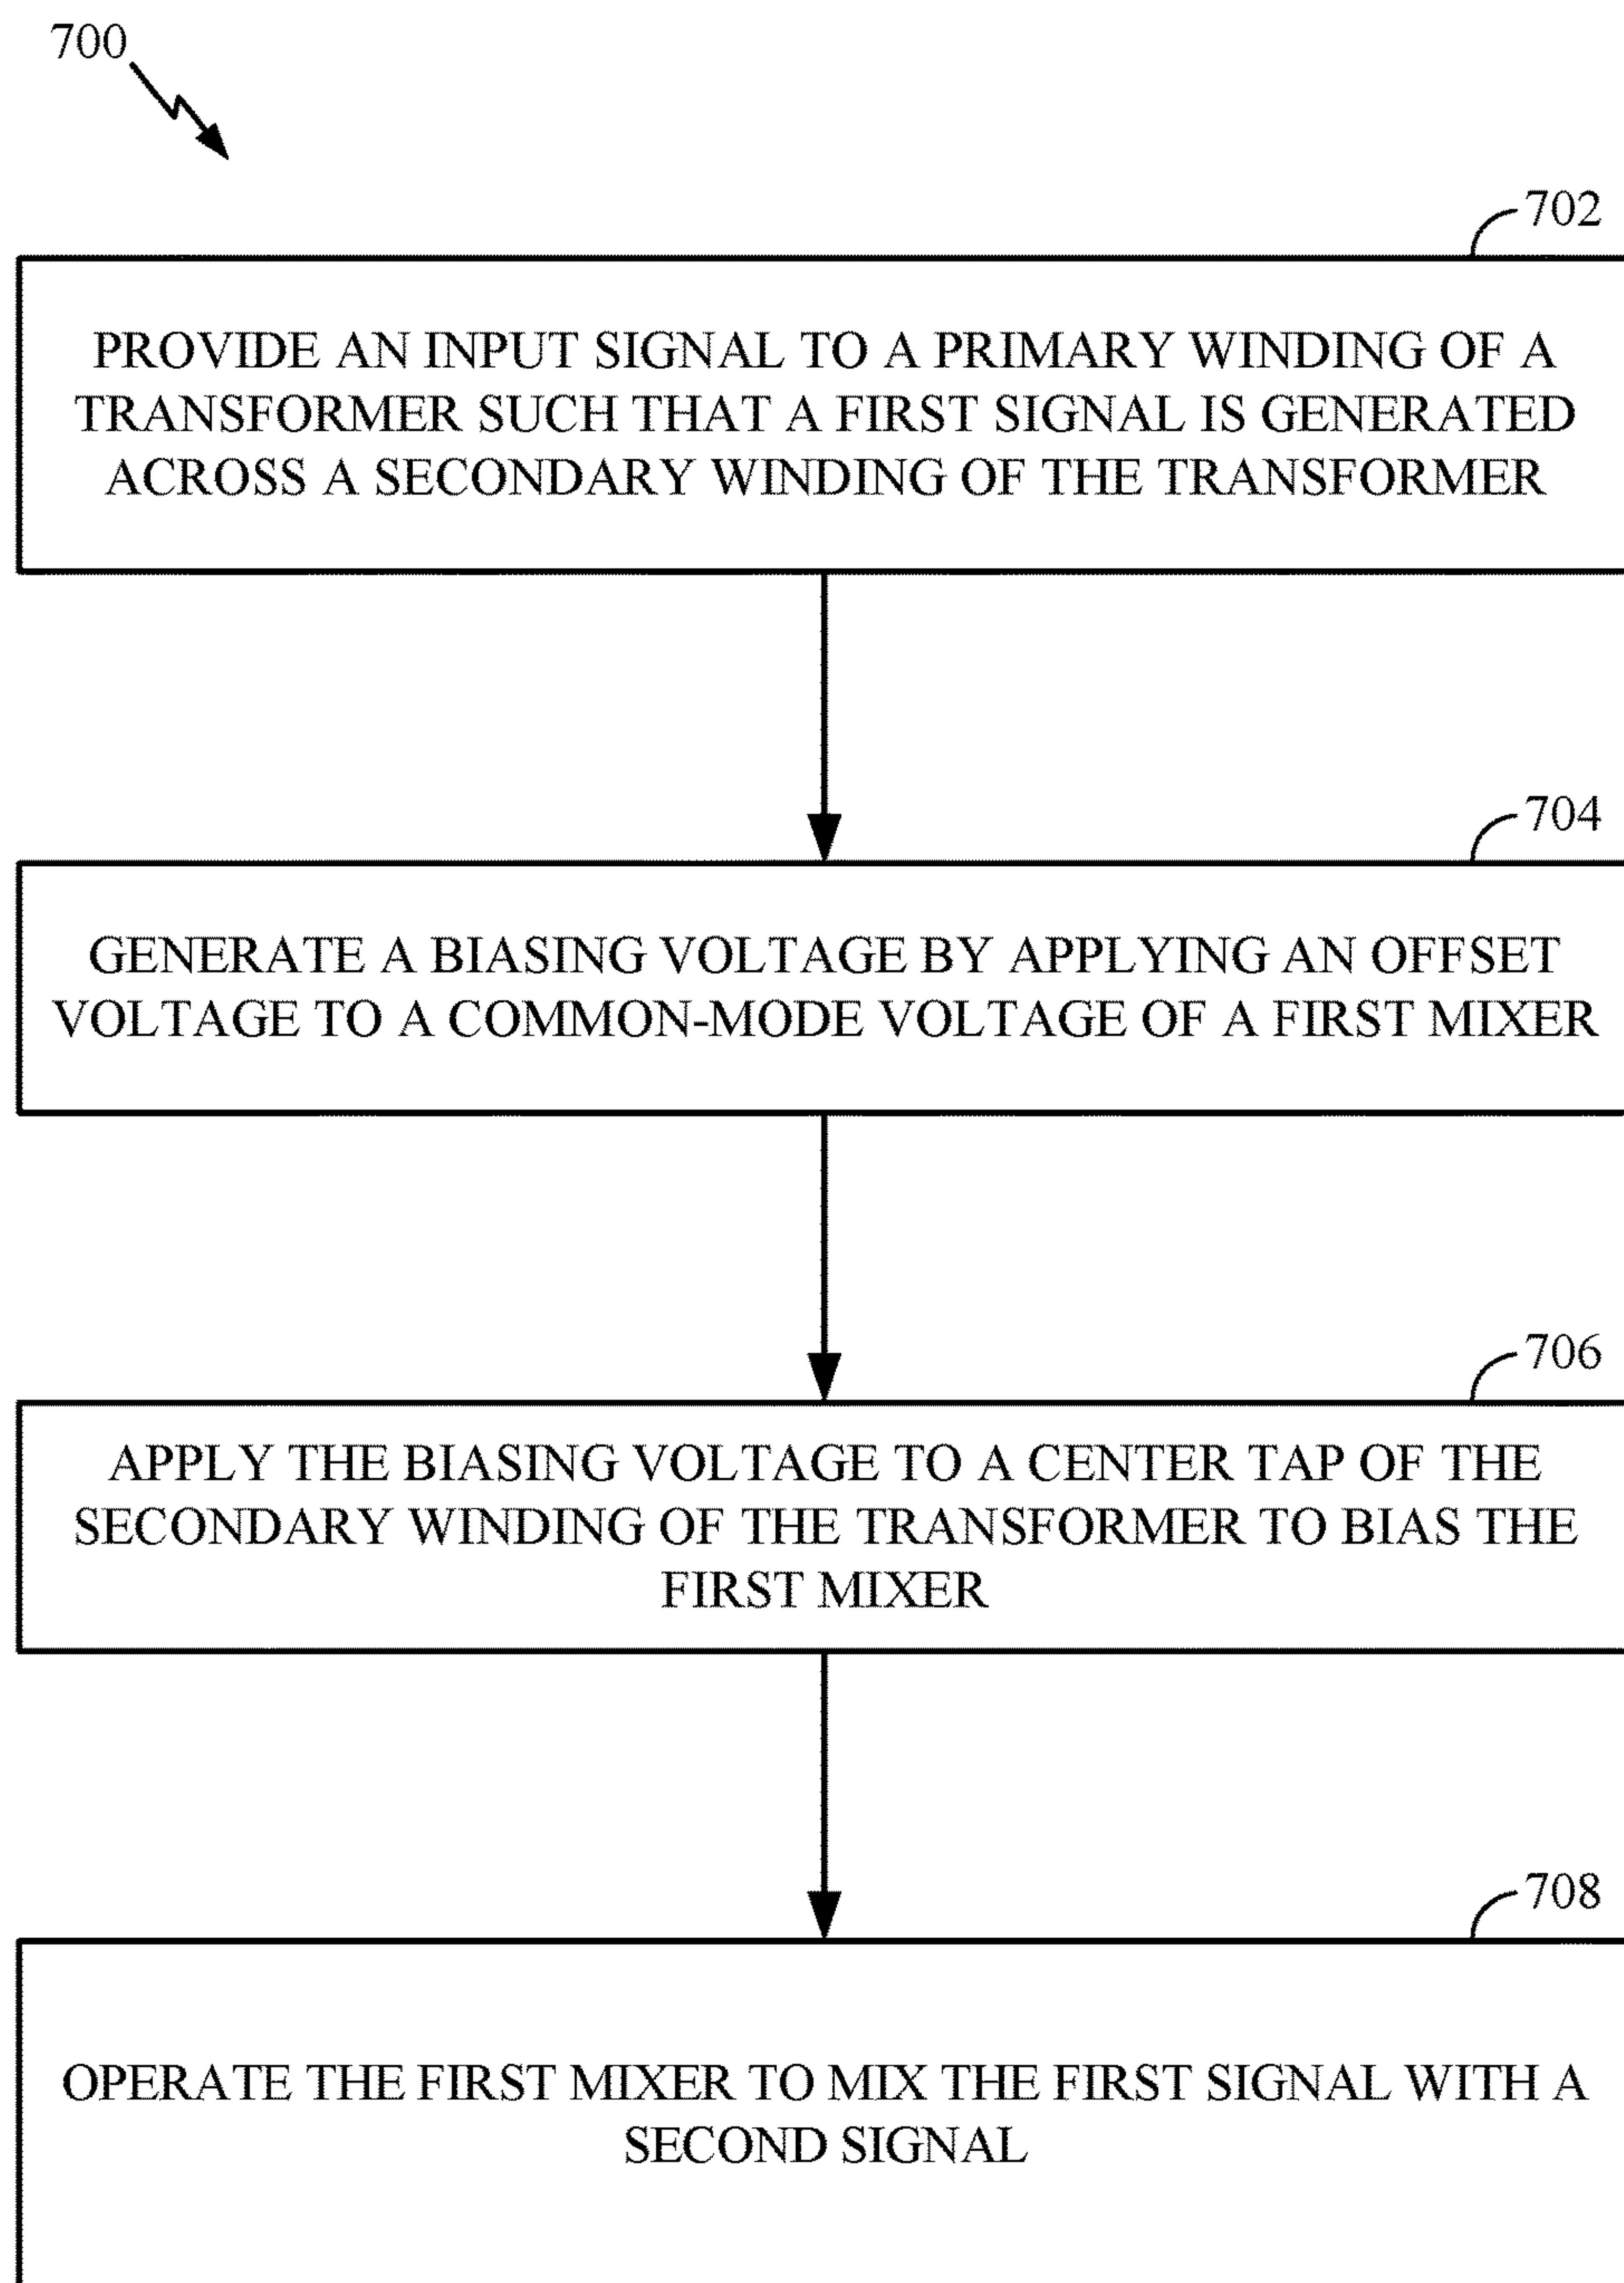 700
702
PROVIDE AN INPUT SIGNAL TO A PRIMARY WINDING OF A
TRANSFORMER SUCH THAT A FIRST SIGNAL IS GENERATED
ACROSS A SECONDARY WINDING OF THE TRANSFORMER
704
GENERATE A BIASING VOLTAGE BY APPLYING AN OFFSET
VOLTAGE TO A COMMON-MODE VOLTAGE OF A FIRST MIXER
706
APPLY THE BIASING VOLTAGE TO A CENTER TAP OF THE
SECONDARY WINDING OF THE TRANSFORMER TO BIAS THE
FIRST MIXER
708
OPERATE THE FIRST MIXER TO MIX THE FIRST SIGNAL WITH A
SECOND SIGNAL